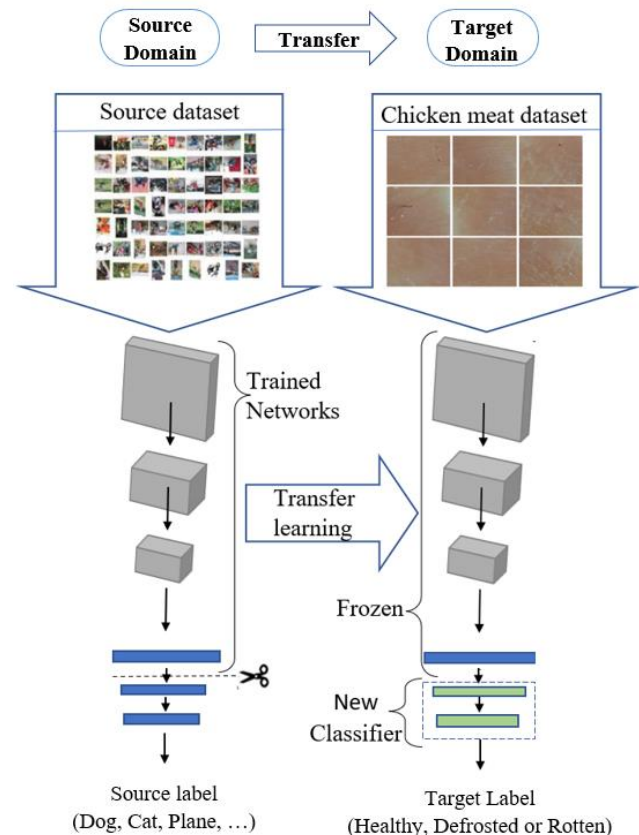 Source
Domain
Transfer
Target
Domain
Source dataset
Chicken meat dataset
Trained
Networks
Transfer
learning
Frozen
New
Classifier
Source label
(Dog, Cat, Plane, …)
Target Label
(Healthy, Defrosted or Rotten)